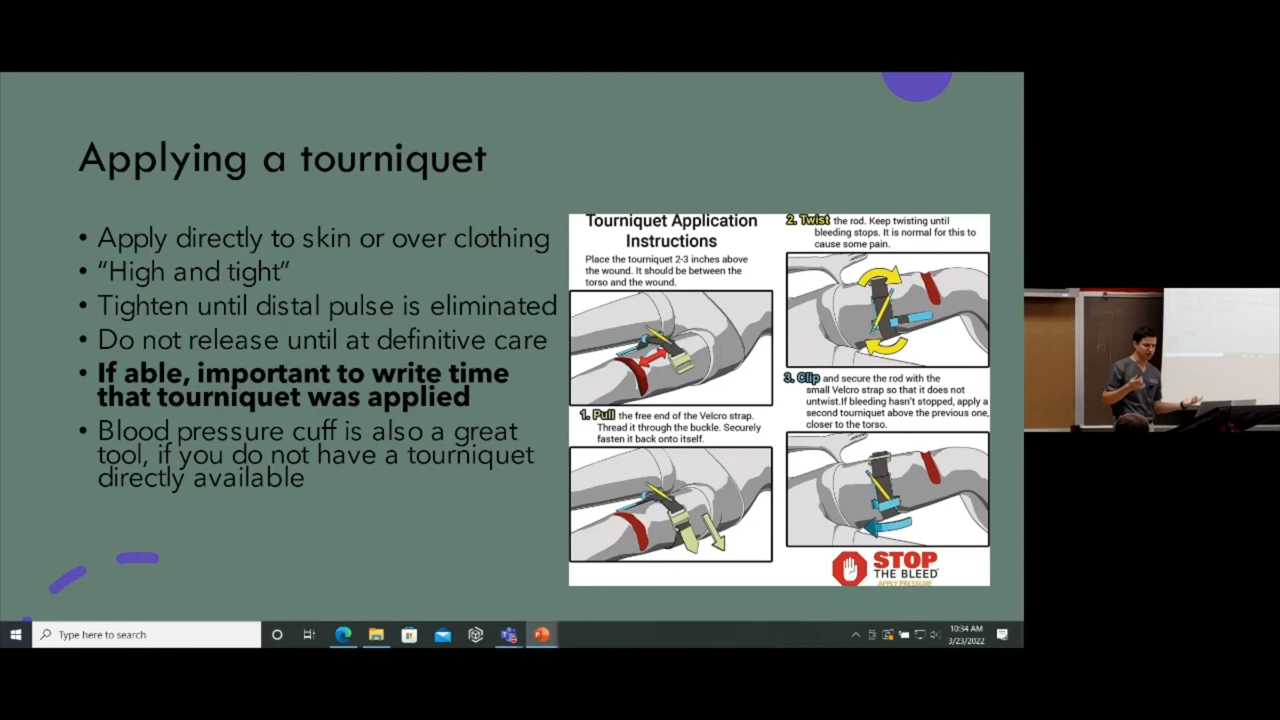 Applying a tourniquet
• Apply directly to skin or over clothing
• “High and tight”
• Tighten until distal pulse is eliminated
• Do not release until at definitive care
• If able, important to write time
that tourniquet was applied
• Blood pressure cuff is also a great
tool, if you do not have a tourniquet
directly available
Tourniquet Application
Instructions
Place the tourniquet 2-3 inches above
the wound. It should be between the
torso and the wound.
1. Pull the free end of the Velcro strap.
Thread it through the buckle. Securely
fasten it back onto itself.
2. Twist the rod. Keep twisting until
bleeding stops. It is normal for this to
cause some pain.
3. Clip and secure the rod with the
small Velcro strap so that it does not
untwist.If bleeding hasn't stopped, apply a
second tourniquet above the previous one,
closer to the torso.
STOP
THE BLEED
APPLY PRESSURE
Type here to search
10:34 AM
3/23/2022